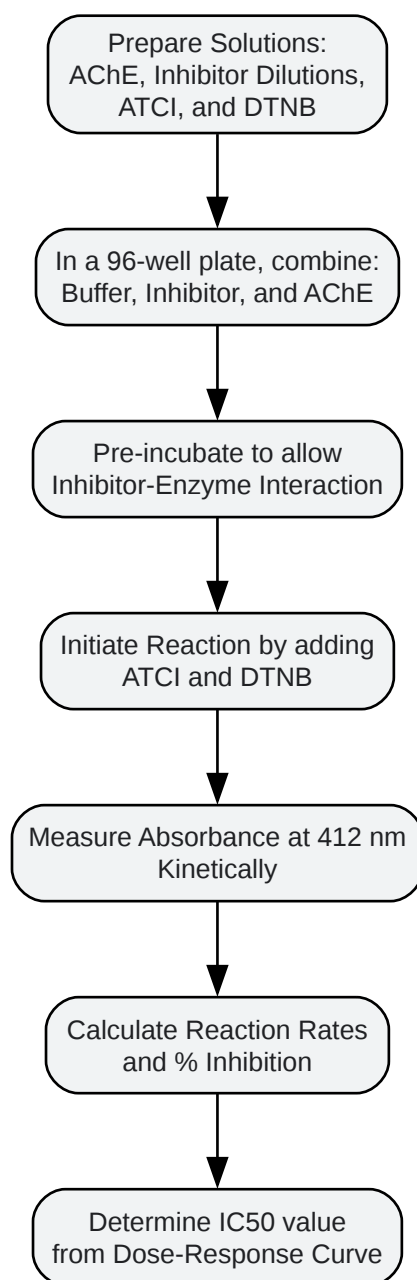 Prepare Solutions:
AChE, Inhibitor Dilutions,
ATCI, and DTNB
In a 96-well plate, combine:
Buffer, Inhibitor, and AChE
Pre-incubate to allow
Inhibitor-Enzyme Interaction
Initiate Reaction by adding
ATCI and DTNB
Measure Absorbance at 412 nm
Kinetically
Calculate Reaction Rates
and % Inhibition
Determine IC50 value
from Dose-Response Curve